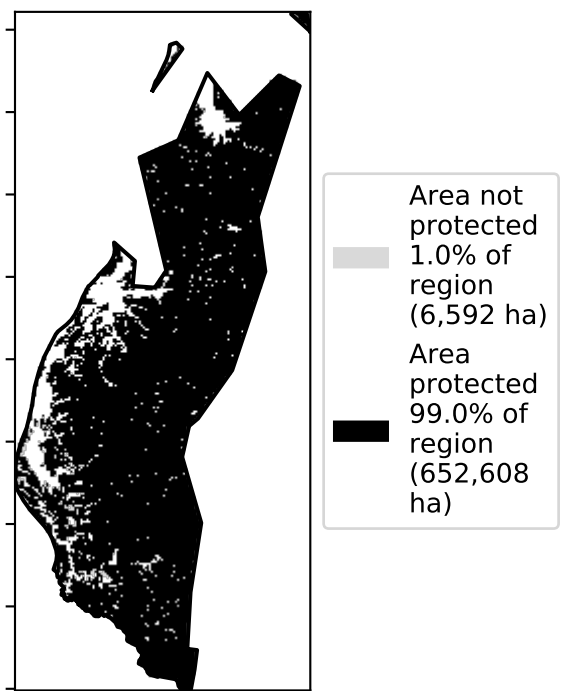 Area not
protected
1.0% of
region
(6,592 ha)
Area
protected
99.0% of
region
(652,608
ha)